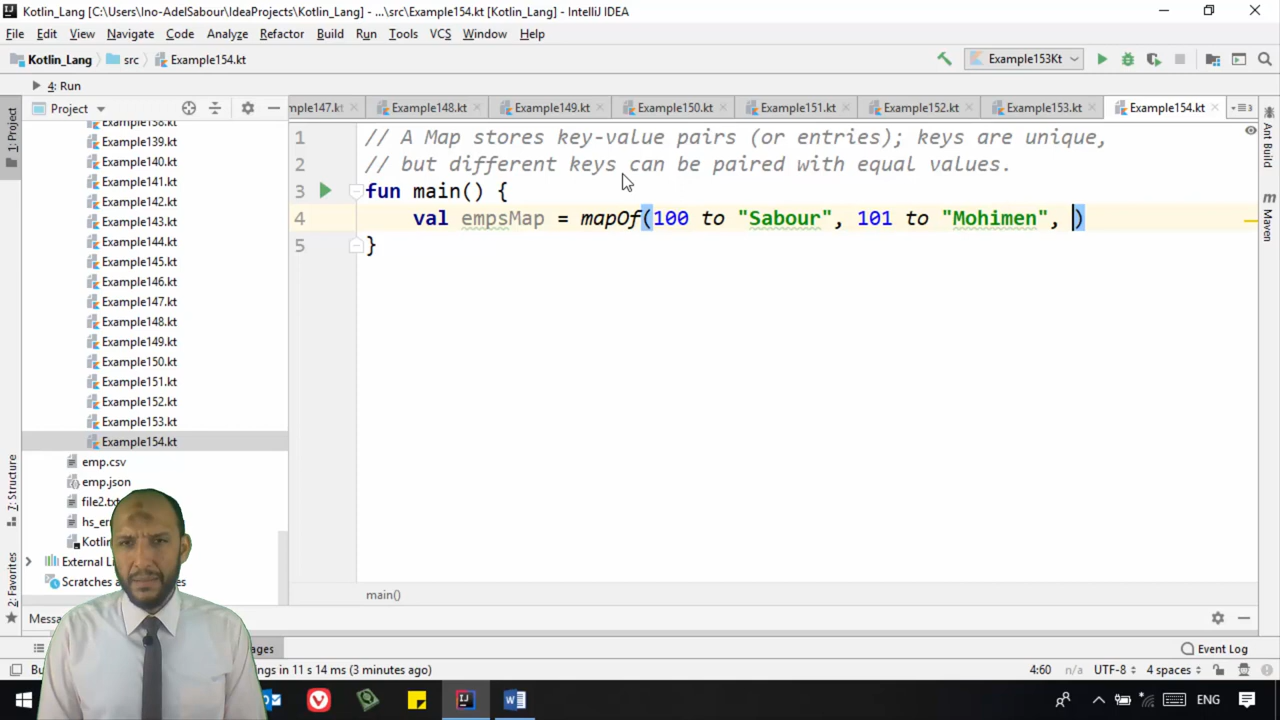 Kotlin_Lang [C:\Users\Ino-AdelSabour\IdeaProjects\Kotlin_Lang] - ...\src\Example154.kt [Kotlin_Lang] - IntelliJ IDEA
File Edit View Navigate Code Analyze Refactor Build Run Tools VCS Window Help
Kotlin_Lang src Example154.kt Example153Kt
4: Run
Project
mple147.kt Example148.kt Example149.kt Example150.kt Example151.kt Example152.kt Example153.kt Example154.kt
1: Project
Ant Build
Maven
7: Structure
2: Favorites
Example139.kt
Example140.kt
Example141.kt
Example142.kt
Example143.kt
Example144.kt
Example145.kt
Example146.kt
Example147.kt
Example148.kt
Example149.kt
Example150.kt
Example151.kt
Example152.kt
Example153.kt
Example154.kt
emp.csv
emp.json
file2.tx
hs_er
Kotlin
External Li
Scratches a
1 // A Map stores key-value pairs (or entries); keys are unique,
2 // but different keys can be paired with equal values.
3 fun main() {
4 val empsMap = mapOf(100 to "Sabour", 101 to "Mohimen", )
5 }
main()
Messa
ages
Event Log
Bu
ngs in 11 s 14 ms (3 minutes ago)
4:60 n/a UTF-8 4 spaces
ENG